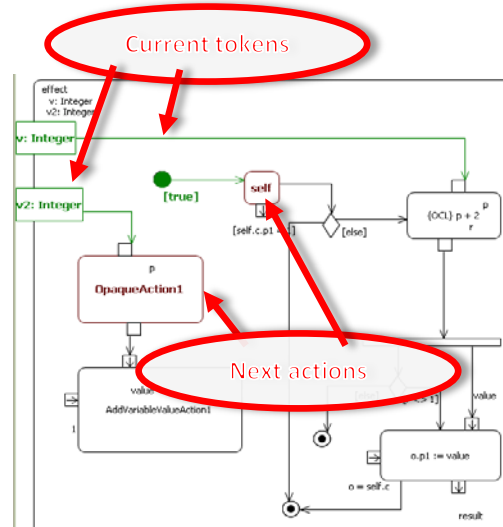 Current tokens
effect
v: Integer
v2: Integer
v: Integer
v2: Integer
[true]
self
[self.c.p1
[else]
p
{OCL} p + 2
r
p
OpaqueAction1
Next actions
value
AddVariableValueAction1
1
1]
value
o.p1 := value
o = self.c
result